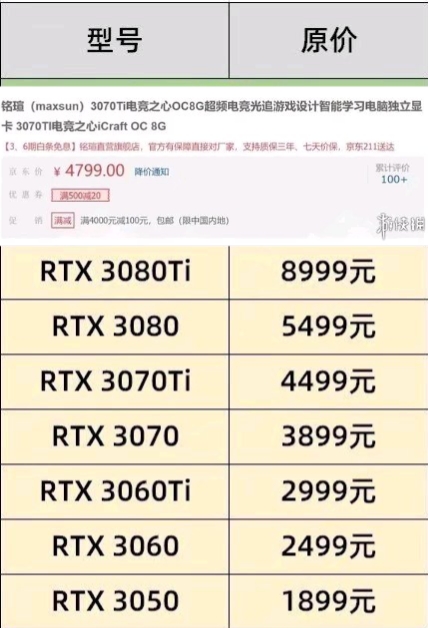 型号 原价
铭瑄（maxsun）3070Ti电竞之心OC8G超频电竞光追游戏设计智能学习电脑独立显
卡 3070TI电竞之心iCraft OC 8G
【3、6期白条免息】铭瑄直营旗舰店，官方有保障直接对厂家，支持质保三年、七天价保，京东211送达
京东价 ¥ 4799.00 降价通知 累计评价
100+
优惠券 满500减20
促销 满减 满4000元减100元，包邮（限中国内地）
RTX 3080Ti 8999元
RTX 3080 5499元
RTX 3070Ti 4499元
RTX 3070 3899元
RTX 3060Ti 2999元
RTX 3060 2499元
RTX 3050 1899元